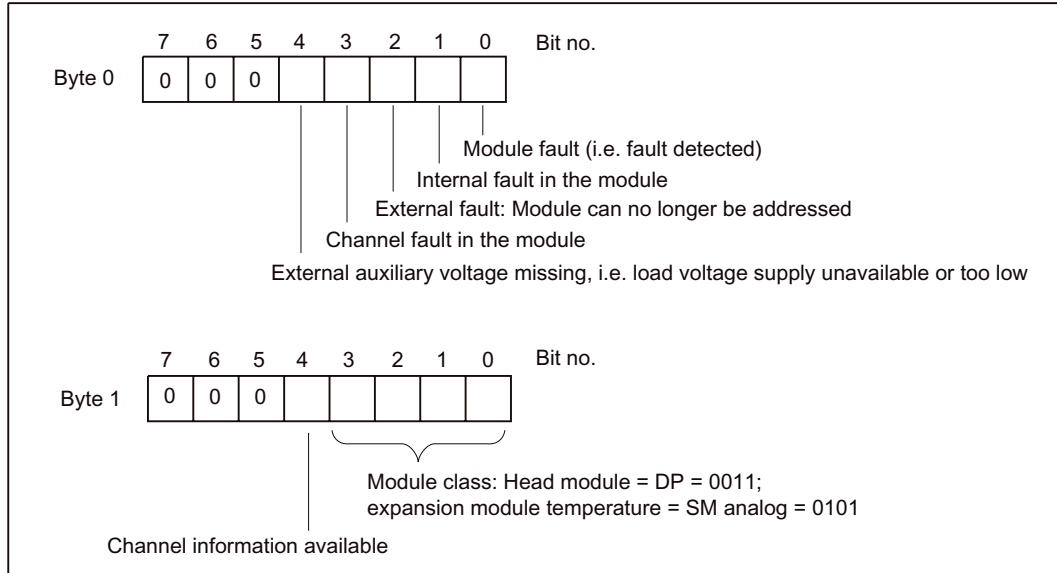 7 6 5 4 3 2 1 0 Bit no.
Byte 0 0 0 0
Module fault (i.e. fault detected)
Internal fault in the module
External fault: Module can no longer be addressed
Channel fault in the module
External auxiliary voltage missing, i.e. load voltage supply unavailable or too low
7 6 5 4 3 2 1 0 Bit no.
Byte 1 0 0 0
Module class: Head module = DP = 0011;
expansion module temperature = SM analog = 0101
Channel information available